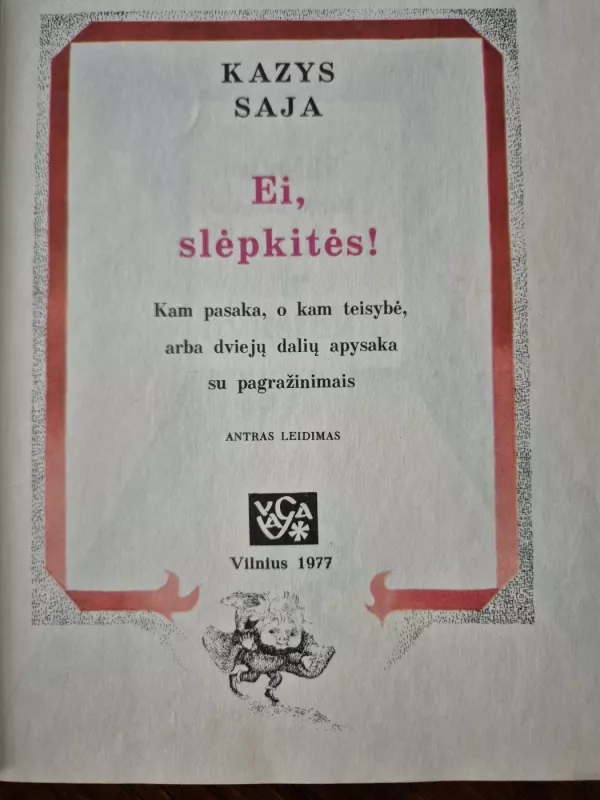 KAZYS
SAJA
Ei,
slėpkitės!
Kam pasaka, o kam teisybė,
arba dviejų dalių apysaka
su pagražinimais
ANTRAS LEIDIMAS
VAGA
Vilnius 1977